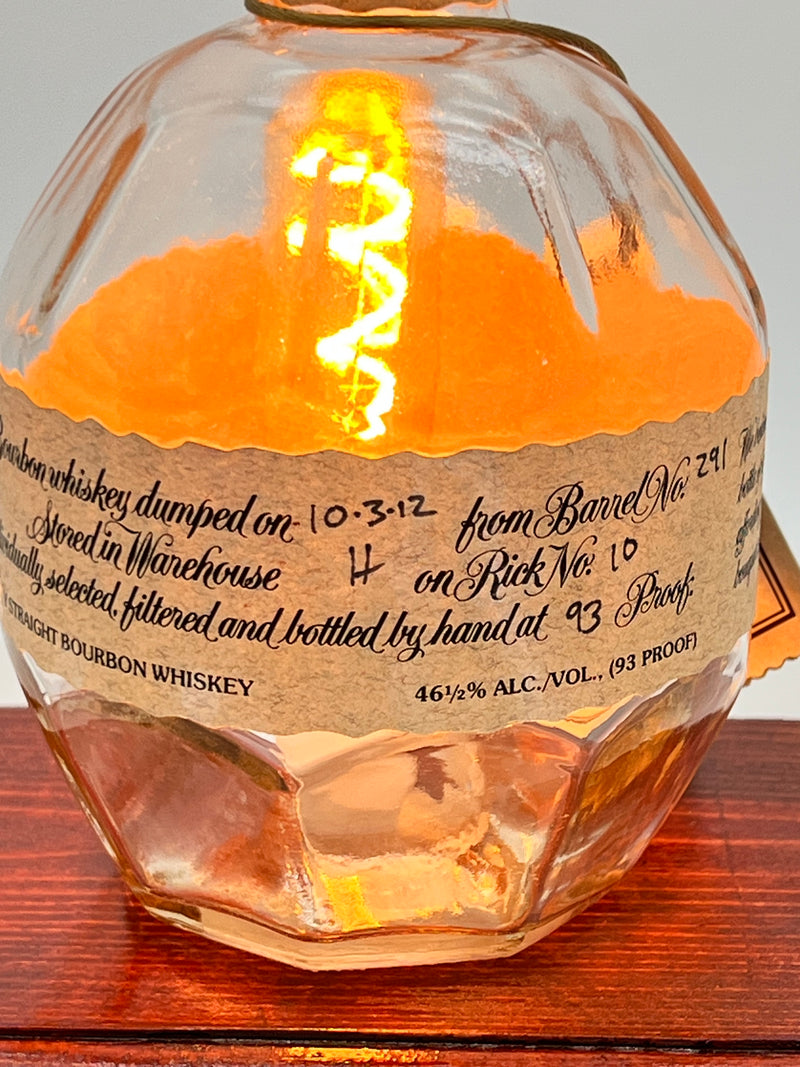 Bourbon whiskey dumped on 10·3·12 from Barrel No. 291
Stored in Warehouse H on Rick No. 10
selected, filtered and bottled by hand at 93 Proof.
STRAIGHT BOURBON WHISKEY 46½% ALC./VOL., (93 PROOF)